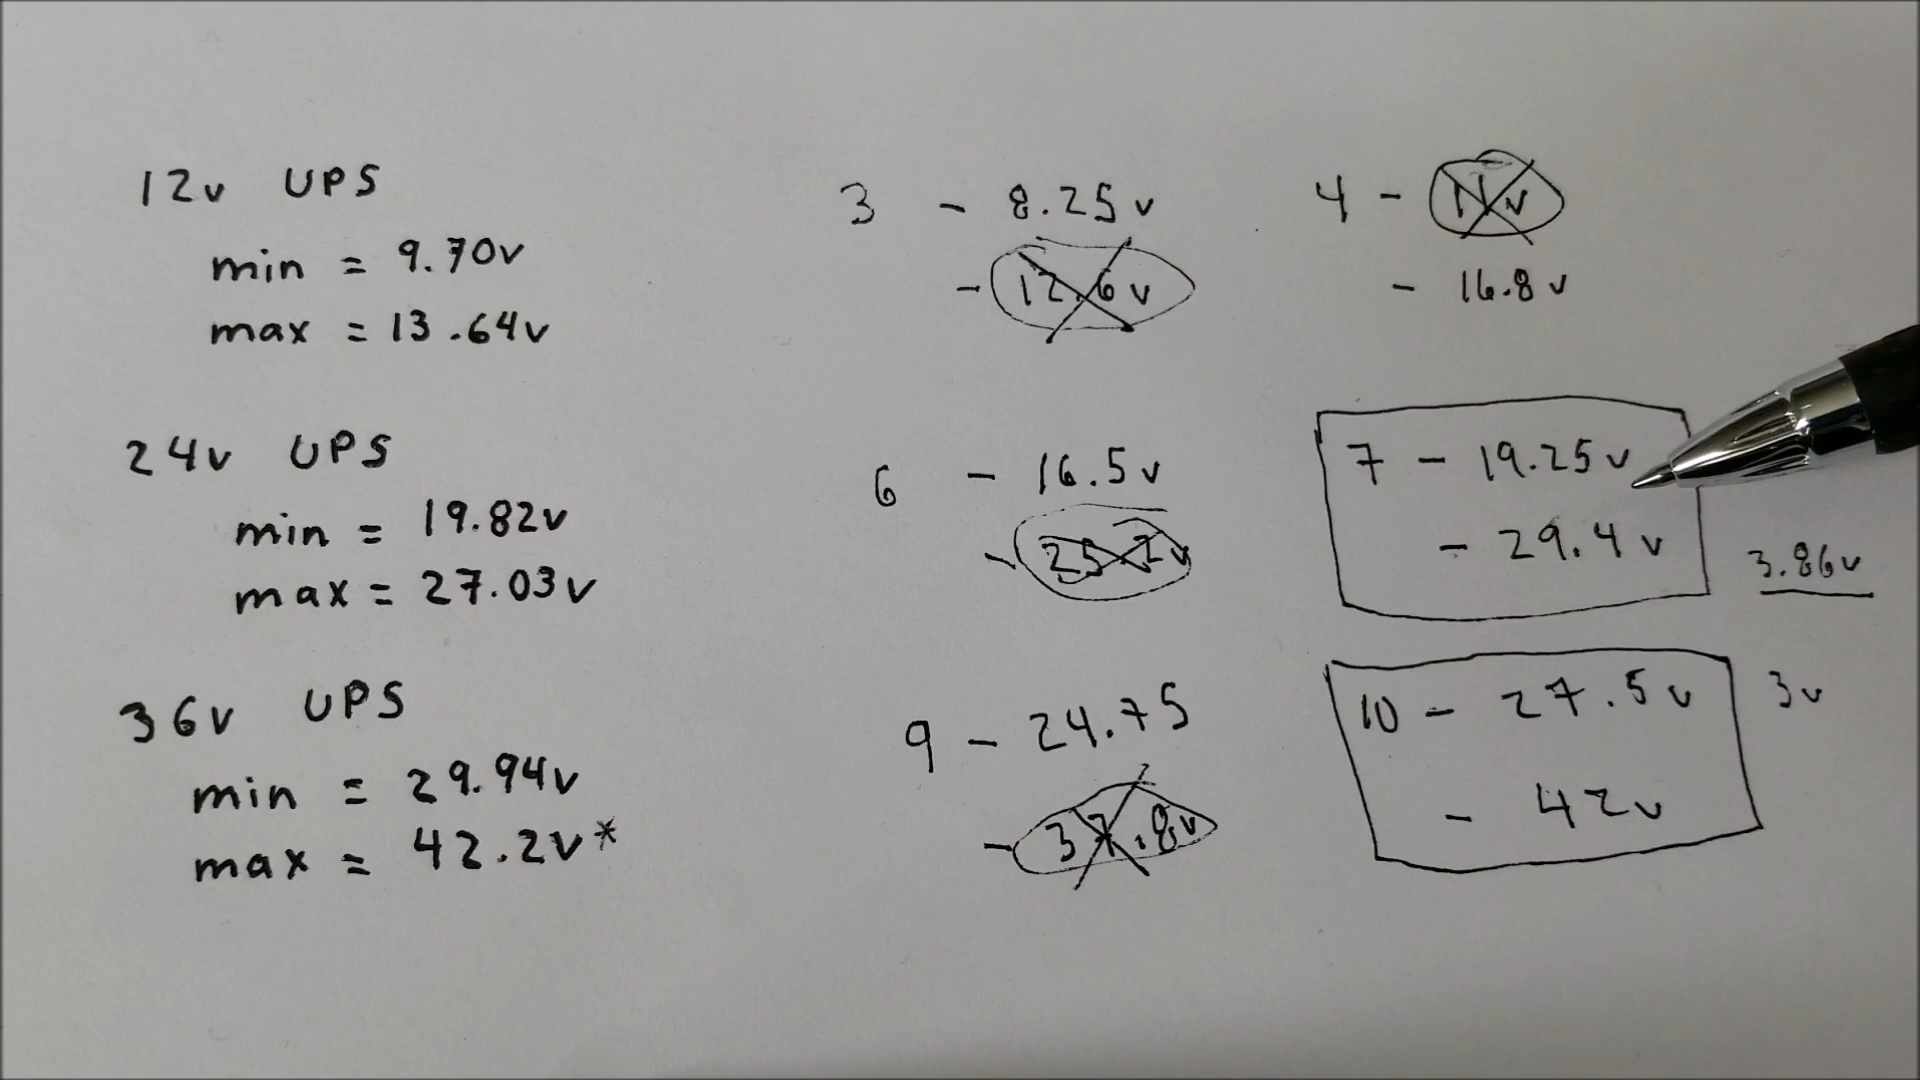 12v UPS
min = 9.70v
max = 13.64v
3 - 8.25v
- 12.6v
4 - 11v
- 16.8v
24v UPS
min = 19.82v
max = 27.03v
6 - 16.5v
- 25.2v
7 - 19.25v
- 29.4v
3.86v
36v UPS
min = 29.94v
max = 42.2v*
9 - 24.75
- 37.8v
10 - 27.5v
- 42v
3v